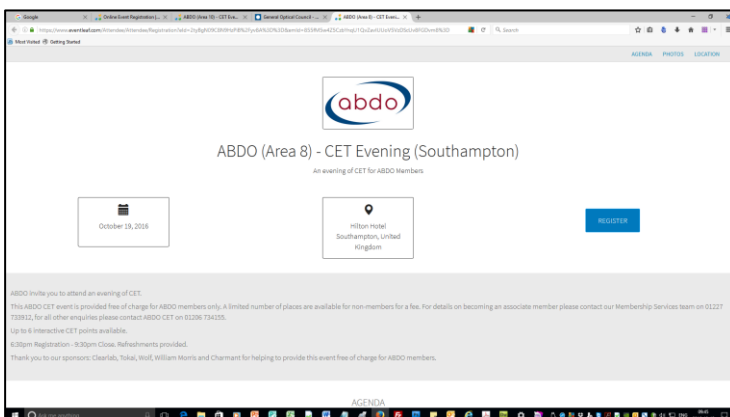 Google
Online Event Registration (...
ABDO (Area 10) - CET Eve...
General Optical Council - ...
ABDO (Area 8) - CET Even...
Search
Most Visited
Getting Started
AGENDA PHOTOS LOCATION
abdo
ABDO (Area 8) - CET Evening (Southampton)
An evening of CET for ABDO Members
October 19, 2016
Hilton Hotel
Southampton, United
Kingdom
REGISTER
ABDO invite you to attend an evening of CET.
This ABDO CET event is provided free of charge for ABDO members only, A limited number of places are available for non-members for a fee. For details on becoming an associate member please contact our Membership Services team on 01227
733912, for all other enquiries please contact ABDO CET on 01206 734155.
Up to 6 interactive CET points available.
6:30pm Registration - 9:30pm Close. Refreshments provided.
Thank you to our sponsors: Clearlab, Tokai, Wolf, William Morris and Charmant for helping to provide this event free of charge for ABDO members.
AGENDA
Ask me anything
ENG